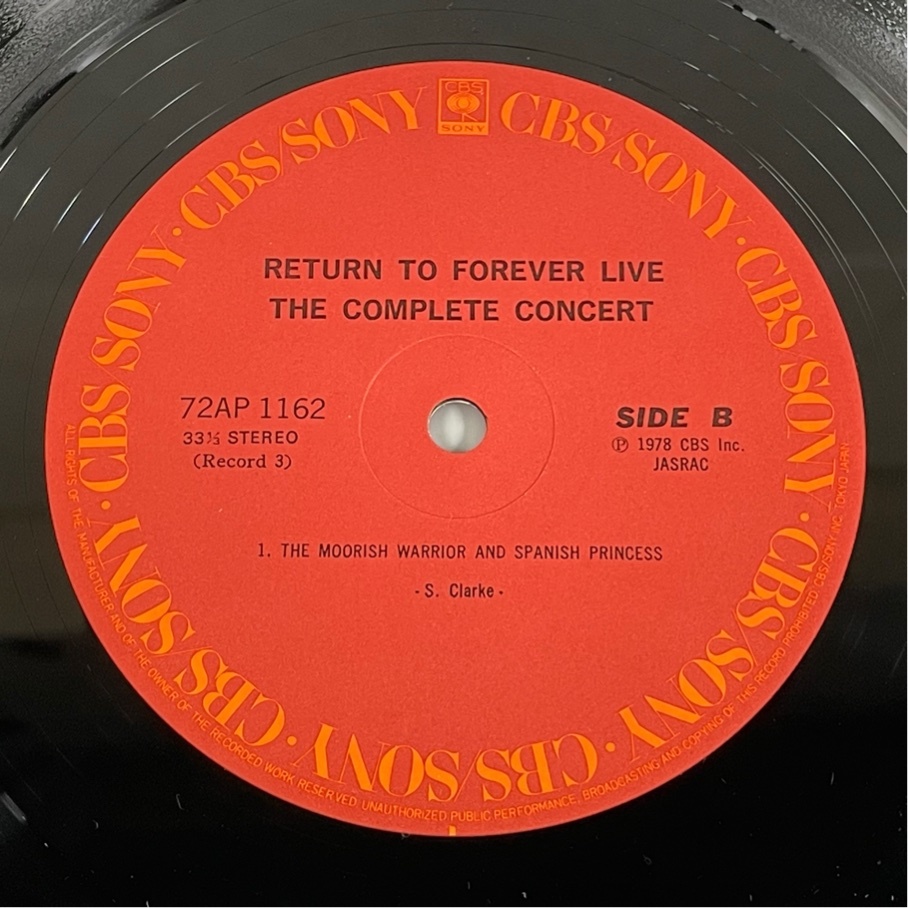 CBS
SONY
CBS/SONY · CBS/SONY · CBS/SONY · CBS/SONY · CBS/SONY · CBS/SONY · CBS/SONY · CBS/SONY · CBS/SONY
RETURN TO FOREVER LIVE
THE COMPLETE CONCERT
72AP 1162
33⅓ STEREO
(Record 3)
SIDE B
Ⓟ 1978 CBS Inc.
JASRAC
1. THE MOORISH WARRIOR AND SPANISH PRINCESS
- S. Clarke -
ALL RIGHTS OF THE MANUFACTURER AND OF THE OWNER OF THE RECORDED WORK RESERVED UNAUTHORIZED PUBLIC PERFORMANCE, BROADCASTING AND COPYING OF THIS RECORD PROHIBITED CBS/SONY INC. TOKYO JAPAN